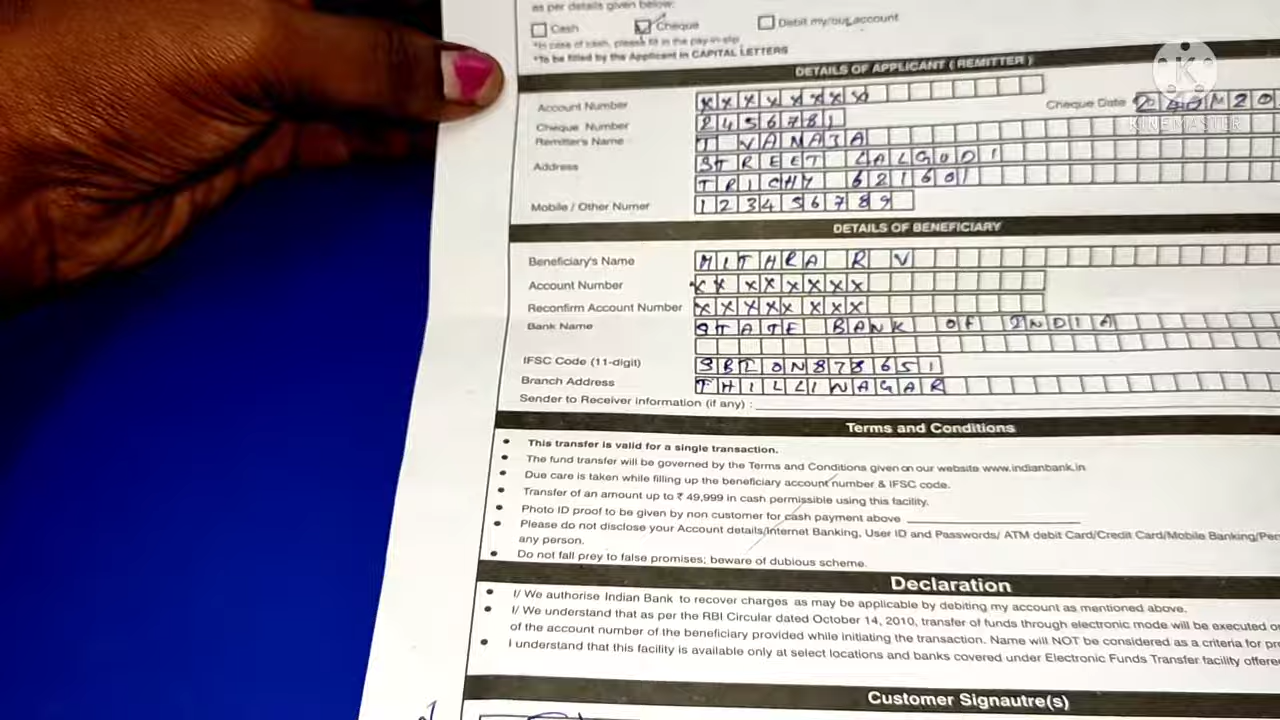 as per details given below:
Cash Cheque Debit my/our account
*In case of cash, please fill in the pay-in-slip
*To be filled by the Applicant in CAPITAL LETTERS
DETAILS OF APPLICANT ( REMITTER )
Account Number XXXXXXXX
Cheque Date
Cheque Number 245678
KINEMASTER
Remitter's Name T VANAJA
Address STREET LALGUDI
TRICHY 621601
Mobile / Other Numer 123456789
DETAILS OF BENEFICIARY
Beneficiary's Name MITHRA R V
Account Number XXXXXXXX
Reconfirm Account Number XXXXXXXX
Bank Name STATE BANK OF INDIA
IFSC Code (11-digit) SBI0N878651
Branch Address THILLINAGAR
Sender to Receiver information (if any) :
Terms and Conditions
• This transfer is valid for a single transaction.
• The fund transfer will be governed by the Terms and Conditions given on our website www.indianbank.in
• Due care is taken while filling up the beneficiary account number & IFSC code.
• Transfer of an amount up to ₹ 49,999 in cash permissible using this facility.
• Photo ID proof to be given by non customer for cash payment above
• Please do not disclose your Account details/Internet Banking, User ID and Passwords/ ATM debit Card/Credit Card/Mobile Banking/Per
any person.
• Do not fall prey to false promises; beware of dubious scheme.
Declaration
• I/ We authorise Indian Bank to recover charges as may be applicable by debiting my account as mentioned above.
• I/ We understand that as per the RBI Circular dated October 14, 2010, transfer of funds through electronic mode will be executed
of the account number of the beneficiary provided while initiating the transaction. Name will NOT be considered as a criteria for
• I understand that this facility is available only at select locations and banks covered under Electronic Funds Transfer facility
Customer Signautre(s)